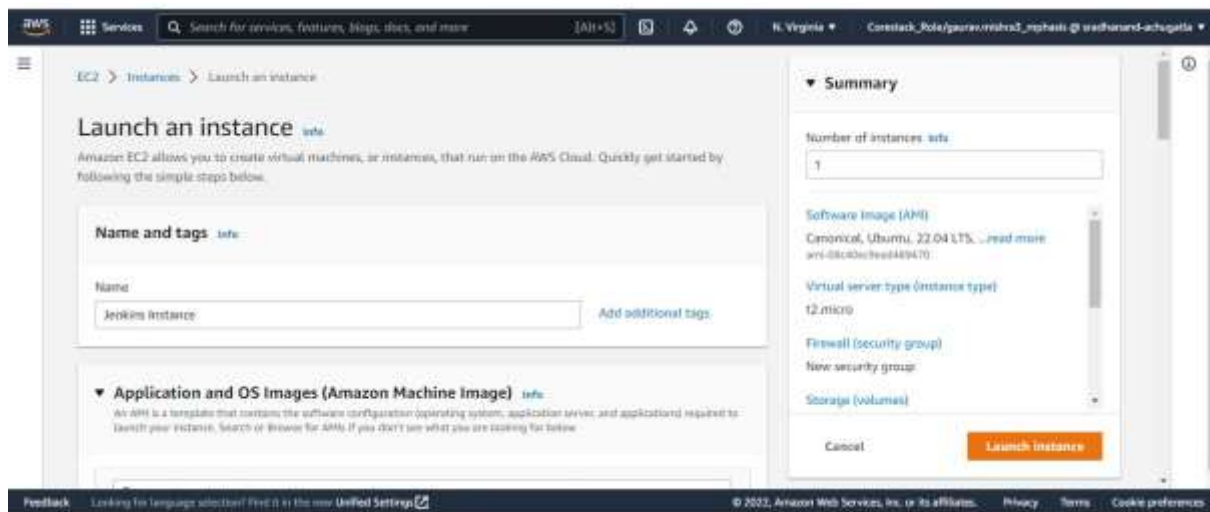 aws
Services
Search for services, features, blogs, docs, and more
[Alt+S]
N. Virginia
EC2 > Instances > Launch an instance
Launch an instance Info
Amazon EC2 allows you to create virtual machines, or instances, that run on the AWS Cloud. Quickly get started by
following the simple steps below.
Name and tags Info
Name
Jenkins Instance
Add additional tags
Application and OS Images (Amazon Machine Image) Info
An AMI is a template that contains the software configuration (operating system, application server, and applications) required to
launch your instance. Search or Browse for AMIs if you don't see what you are looking for below
Summary
Number of instances Info
1
Software Image (AMI)
Canonical, Ubuntu, 22.04 LTS, ...read more
Virtual server type (instance type)
t2.micro
Firewall (security group)
New security group
Storage (volumes)
Cancel
Launch instance
Feedback
Looking for language selection? Find it in the new Unified Settings
© 2022, Amazon Web Services, Inc. or its affiliates.
Privacy
Terms
Cookie preferences